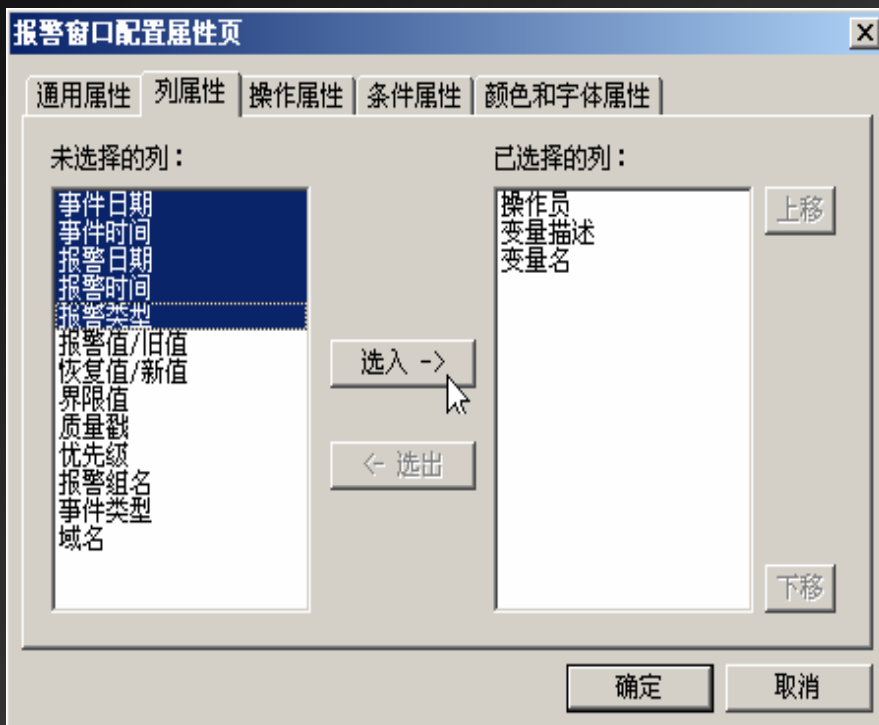 报警窗口配置属性页
通用属性 列属性 操作属性 条件属性 颜色和字体属性
未选择的列：
事件日期
事件时间
报警日期
报警时间
报警类型
报警值/旧值
恢复值/新值
界限值
质量戳
优先级
报警组名
事件类型
域名
选入 ->
<- 选出
已选择的列：
操作员
变量描述
变量名
上移
下移
确定
取消